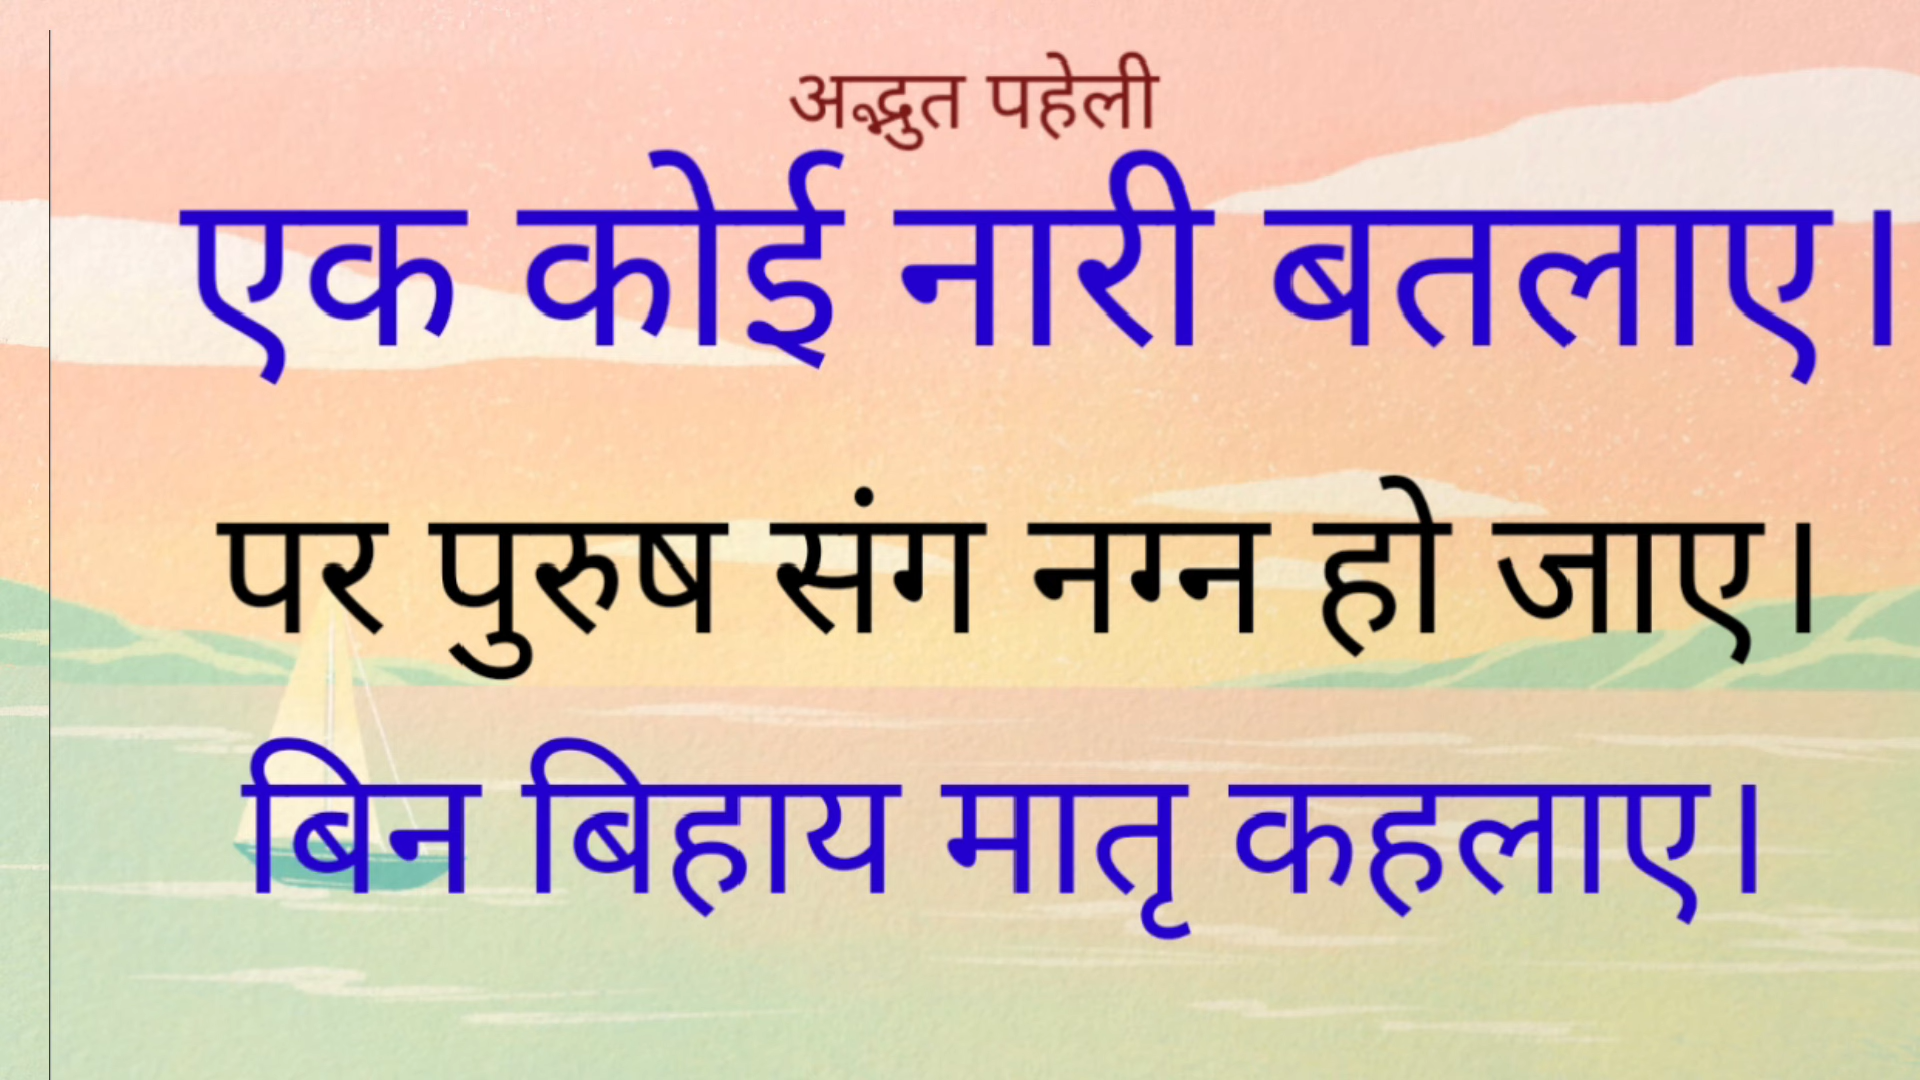 अद्भुत पहेली
एक कोई नारी बतलाए।
पर पुरुष संग नग्न हो जाए।
बिन बिहाय मातृ कहलाए।